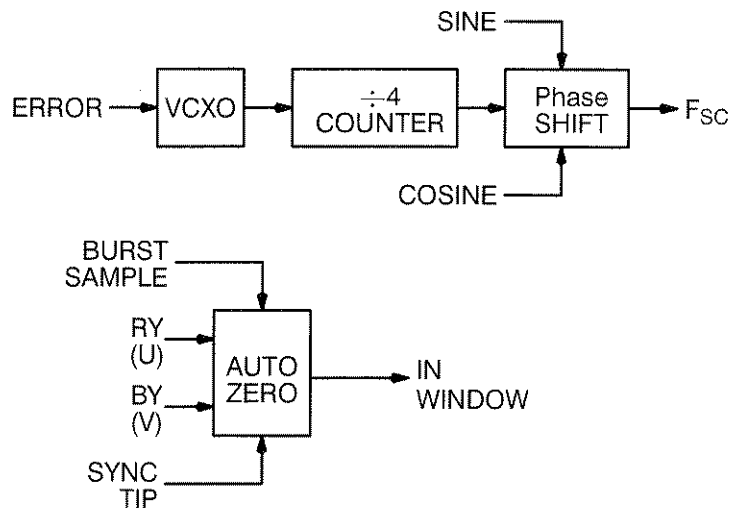 SINE
ERROR
VCXO
÷4
COUNTER
Phase
SHIFT
FSC
COSINE
BURST
SAMPLE
RY
(U)
BY
(V)
AUTO
ZERO
IN
WINDOW
SYNC
TIP